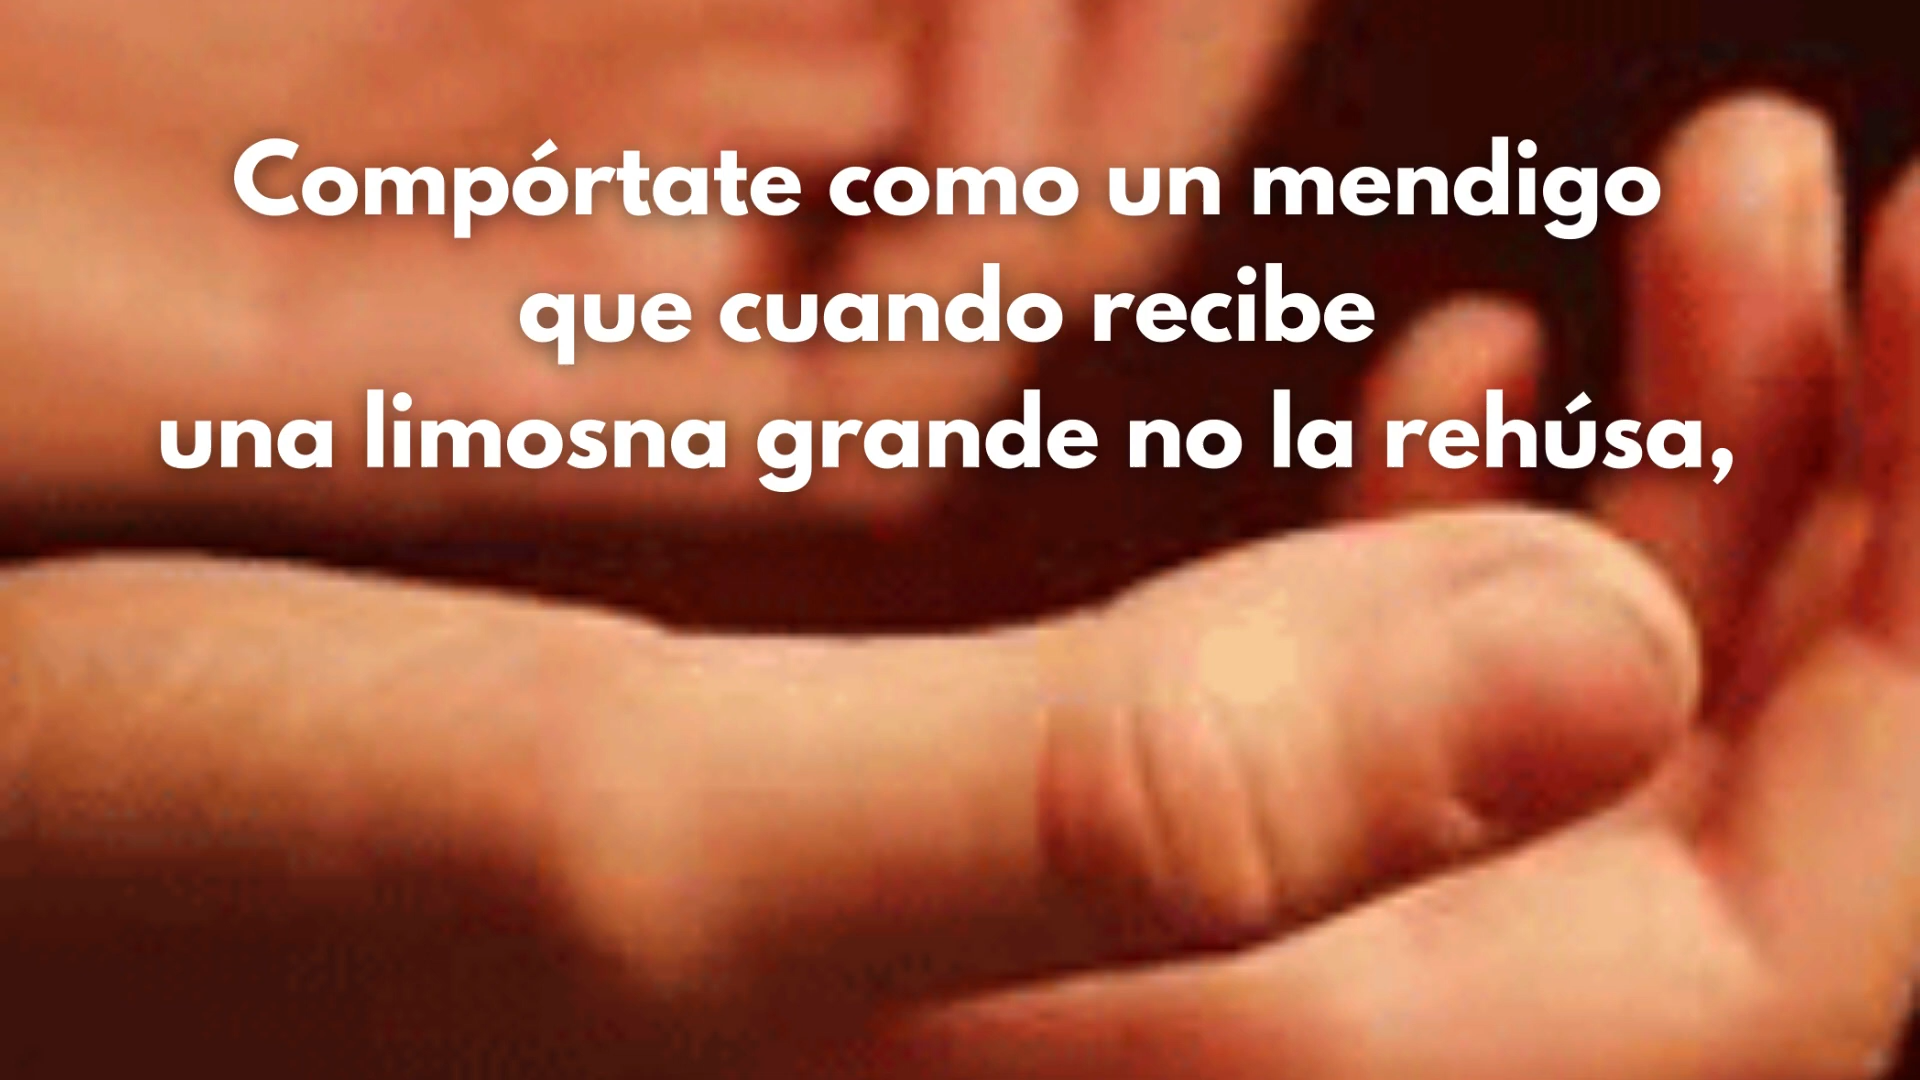 Compórtate como un mendigo
que cuando recibe
una limosna grande no la rehúsa,